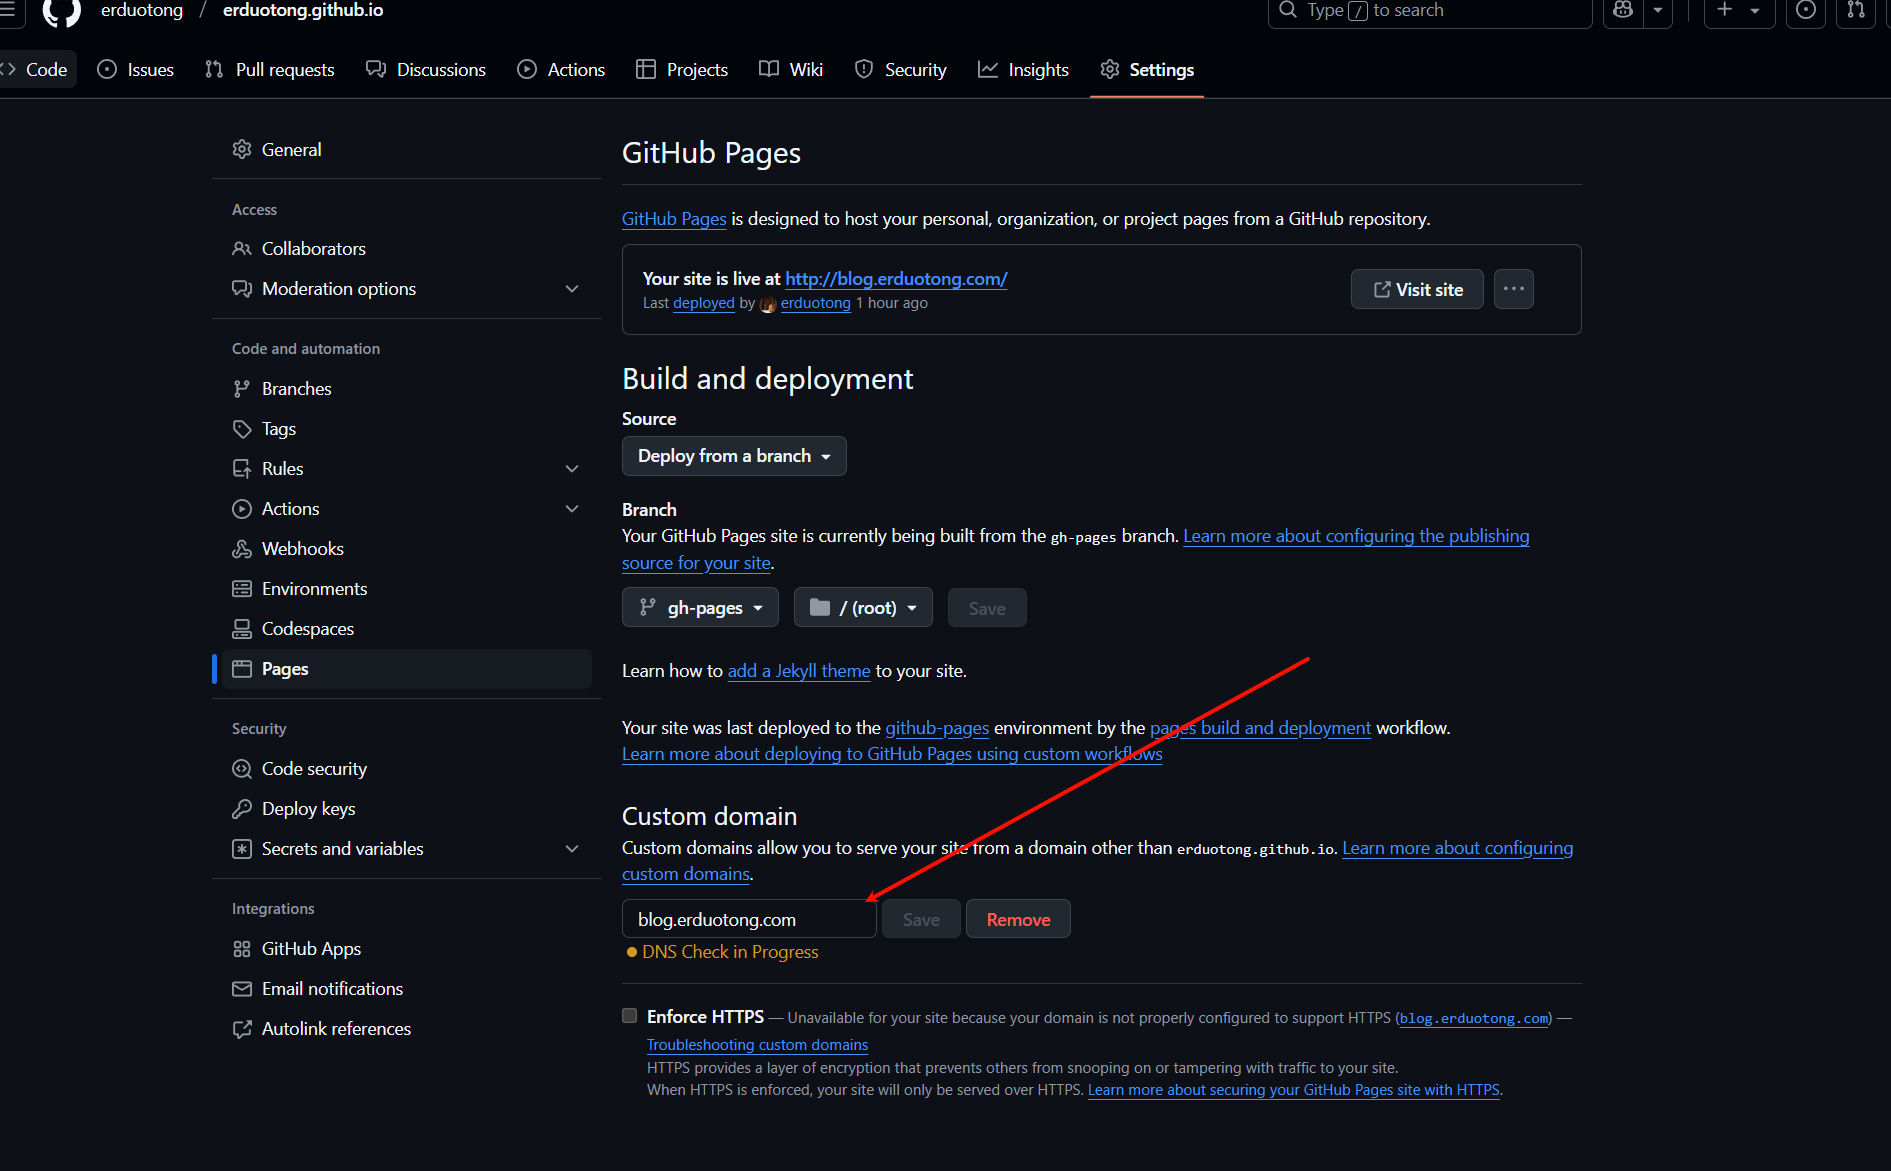 erduotong / erduotong.github.io
Type / to search
Code Issues Pull requests Discussions Actions Projects Wiki Security Insights Settings
General
Access
Collaborators
Moderation options
Code and automation
Branches
Tags
Rules
Actions
Webhooks
Environments
Codespaces
Pages
Security
Code security
Deploy keys
Secrets and variables
Integrations
GitHub Apps
Email notifications
Autolink references
GitHub Pages
GitHub Pages is designed to host your personal, organization, or project pages from a GitHub repository.
Your site is live at http://blog.erduotong.com/
Last deployed by erduotong 1 hour ago
Visit site
Build and deployment
Source
Deploy from a branch
Branch
Your GitHub Pages site is currently being built from the gh-pages branch. Learn more about configuring the publishing
source for your site.
gh-pages / (root) Save
Learn how to add a Jekyll theme to your site.
Your site was last deployed to the github-pages environment by the pages build and deployment workflow.
Learn more about deploying to GitHub Pages using custom workflows
Custom domain
Custom domains allow you to serve your site from a domain other than erduotong.github.io. Learn more about configuring
custom domains.
blog.erduotong.com Save Remove
DNS Check in Progress
Enforce HTTPS — Unavailable for your site because your domain is not properly configured to support HTTPS (blog.erduotong.com) —
Troubleshooting custom domains
HTTPS provides a layer of encryption that prevents others from snooping on or tampering with traffic to your site.
When HTTPS is enforced, your site will only be served over HTTPS. Learn more about securing your GitHub Pages site with HTTPS.